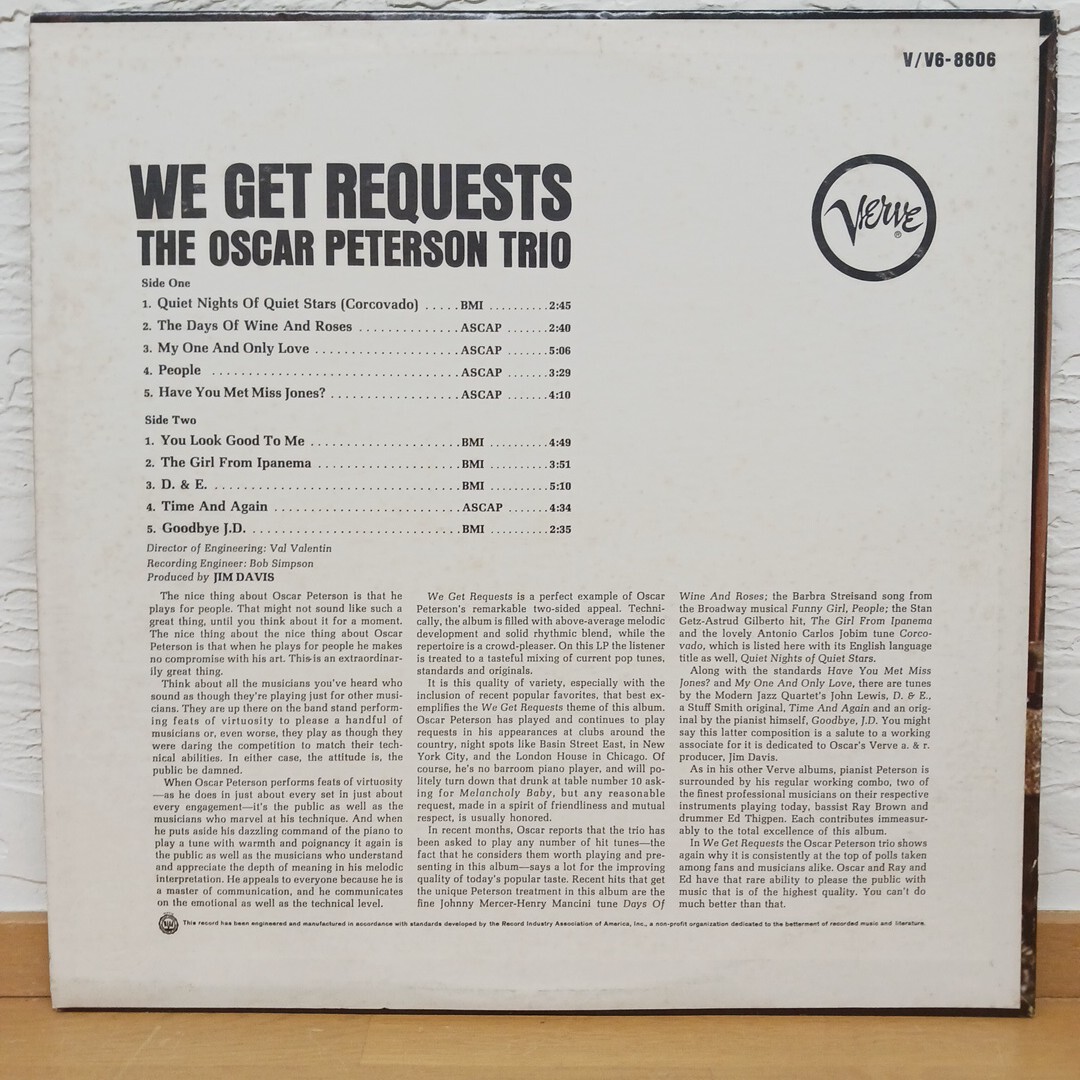 V/V6-8606
WE GET REQUESTS
THE OSCAR PETERSON TRIO
Verve
®
Side One
1. Quiet Nights Of Quiet Stars (Corcovado) .....BMI ..........2:45
2. The Days Of Wine And Roses .............ASCAP .......2:40
3. My One And Only Love ...................ASCAP .......5:06
4. People ................................ASCAP .......3:29
5. Have You Met Miss Jones? .................ASCAP .......4:10
Side Two
1. You Look Good To Me ....................BMI ..........4:49
2. The Girl From Ipanema ...................BMI ..........3:51
3. D. & E. .................................BMI ..........5:10
4. Time And Again .........................ASCAP .......4:34
5. Goodbye J.D. ............................BMI ..........2:35
Director of Engineering: Val Valentin
Recording Engineer: Bob Simpson
Produced by JIM DAVIS
The nice thing about Oscar Peterson is that he
plays for people. That might not sound like such a
great thing, until you think about it for a moment.
The nice thing about the nice thing about Oscar
Peterson is that when he plays for people he makes
no compromise with his art. This is an extraordinar-
ily great thing.
Think about all the musicians you've heard who
sound as though they're playing just for other musi-
cians. They are up there on the band stand perform-
ing feats of virtuosity to please a handful of
musicians or, even worse, they play as though they
were daring the competition to match their tech-
nical abilities. In either case, the attitude is, the
public be damned.
When Oscar Peterson performs feats of virtuosity
—as he does in just about every set in just about
every engagement—it's the public as well as the
musicians who marvel at his technique. And when
he puts aside his dazzling command of the piano to
play a tune with warmth and poignancy it again is
the public as well as the musicians who understand
and appreciate the depth of meaning in his melodic
interpretation. He appeals to everyone because he is
a master of communication, and he communicates
on the emotional as well as the technical level.
We Get Requests is a perfect example of Oscar
Peterson's remarkable two-sided appeal. Techni-
cally, the album is filled with above-average melodic
development and solid rhythmic blend, while the
repertoire is a crowd-pleaser. On this LP the listener
is treated to a tasteful mixing of current pop tunes,
standards and originals.
It is this quality of variety, especially with the
inclusion of recent popular favorites, that best ex-
emplifies the We Get Requests theme of this album.
Oscar Peterson has played and continues to play
requests in his appearances at clubs around the
country, night spots like Basin Street East, in New
York City, and the London House in Chicago. Of
course, he's no barroom piano player, and will po-
litely turn down that drunk at table number 10 ask-
ing for Melancholy Baby, but any reasonable
request, made in a spirit of friendliness and mutual
respect, is usually honored.
In recent months, Oscar reports that the trio has
been asked to play any number of hit tunes—the
fact that he considers them worth playing and pre-
senting in this album—says a lot for the improving
quality of today's popular taste. Recent hits that get
the unique Peterson treatment in this album are the
fine Johnny Mercer-Henry Mancini tune Days Of
Wine And Roses; the Barbra Streisand song from
the Broadway musical Funny Girl, People; the Stan
Getz-Astrud Gilberto hit, The Girl From Ipanema
and the lovely Antonio Carlos Jobim tune Corco-
vado, which is listed here with its English language
title as well, Quiet Nights of Quiet Stars.
Along with the standards Have You Met Miss
Jones? and My One And Only Love, there are tunes
by the Modern Jazz Quartet's John Lewis, D. & E.,
a Stuff Smith original, Time And Again and an orig-
inal by the pianist himself, Goodbye, J.D. You might
say this latter composition is a salute to a working
associate for it is dedicated to Oscar's Verve a. & r.
producer, Jim Davis.
As in his other Verve albums, pianist Peterson is
surrounded by his regular working combo, two of
the finest professional musicians on their respective
instruments playing today, bassist Ray Brown and
drummer Ed Thigpen. Each contributes immeasur-
ably to the total excellence of this album.
In We Get Requests the Oscar Peterson trio shows
again why it is consistently at the top of polls taken
among fans and musicians alike. Oscar and Ray and
Ed have that rare ability to please the public with
music that is of the highest quality. You can't do
much better than that.
This record has been engineered and manufactured in accordance with standards developed by the Record Industry Association of America, Inc., a non-profit organization dedicated to the betterment of recorded music and literature.